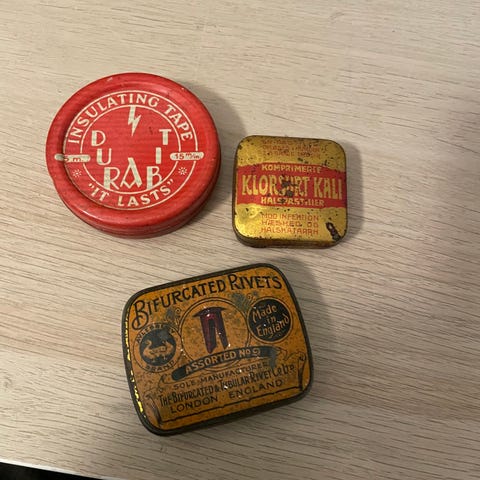 INSULATING TAPE
5 m. 15 m/m
DURABIT
"IT LASTS"
KOMPRIMERTE
KLORSURT KALI
HALSPASTILLER
MOD INFEKTION
HÆSHED OG
HALSKATARRH
BIFURCATED RIVETS
Made in England
ASSORTED No 9
SOLE MANUFACTURERS
THE BIFURCATED & TUBULAR RIVET CO. LTD.
LONDON ENGLAND